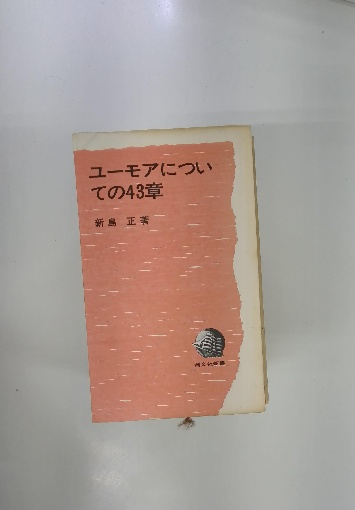 ユーモアについ
ての43章
新島 正著